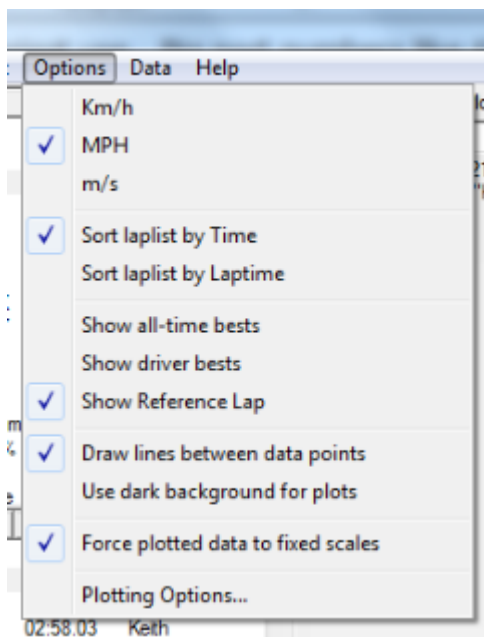 Options Data Help
Km/h
MPH
m/s
Sort laplist by Time
Sort laplist by Laptime
Show all-time bests
Show driver bests
Show Reference Lap
Draw lines between data points
Use dark background for plots
Force plotted data to fixed scales
Plotting Options...
02:58.03 Keith